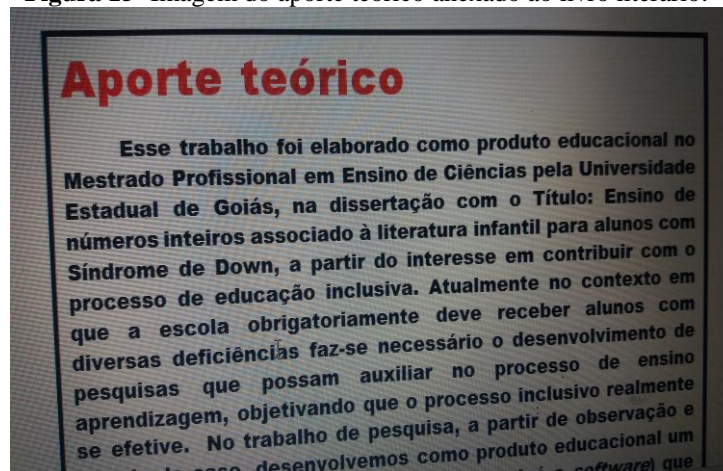 Aporte teórico
Esse trabalho foi elaborado como produto educacional no
Mestrado Profissional em Ensino de Ciências pela Universidade
Estadual de Goiás, na dissertação com o Título: Ensino de
números inteiros associado à literatura infantil para alunos com
Síndrome de Down, a partir do interesse em contribuir com o
processo de educação inclusiva. Atualmente no contexto em
que a escola obrigatoriamente deve receber alunos com
diversas deficiências faz-se necessário o desenvolvimento de
pesquisas que possam auxiliar no processo de ensino
aprendizagem, objetivando que o processo inclusivo realmente
se efetive. No trabalho de pesquisa, a partir de observação e
desenvolvemos como produto educacional um
software) que